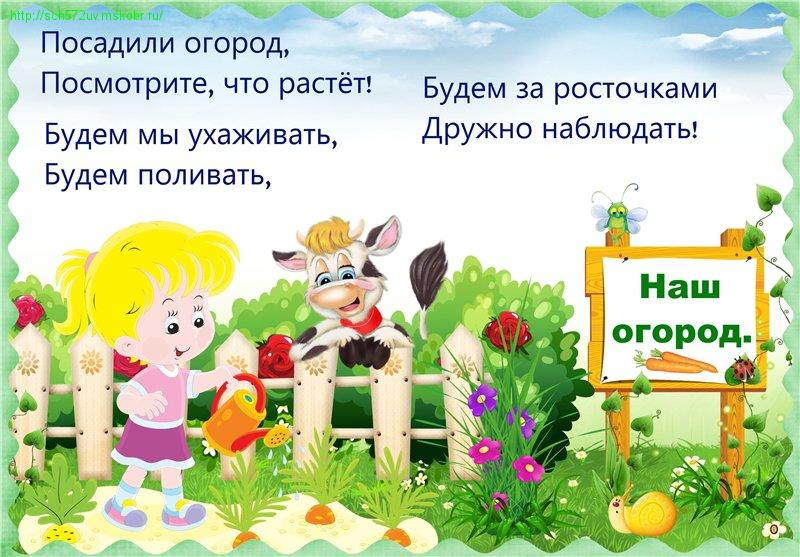 http://sch572uv.mskobr.ru/
Посадили огород,
Посмотрите, что растёт!
Будем мы ухаживать,
Будем поливать,
Будем за росточками
Дружно наблюдать!
Наш
огород.